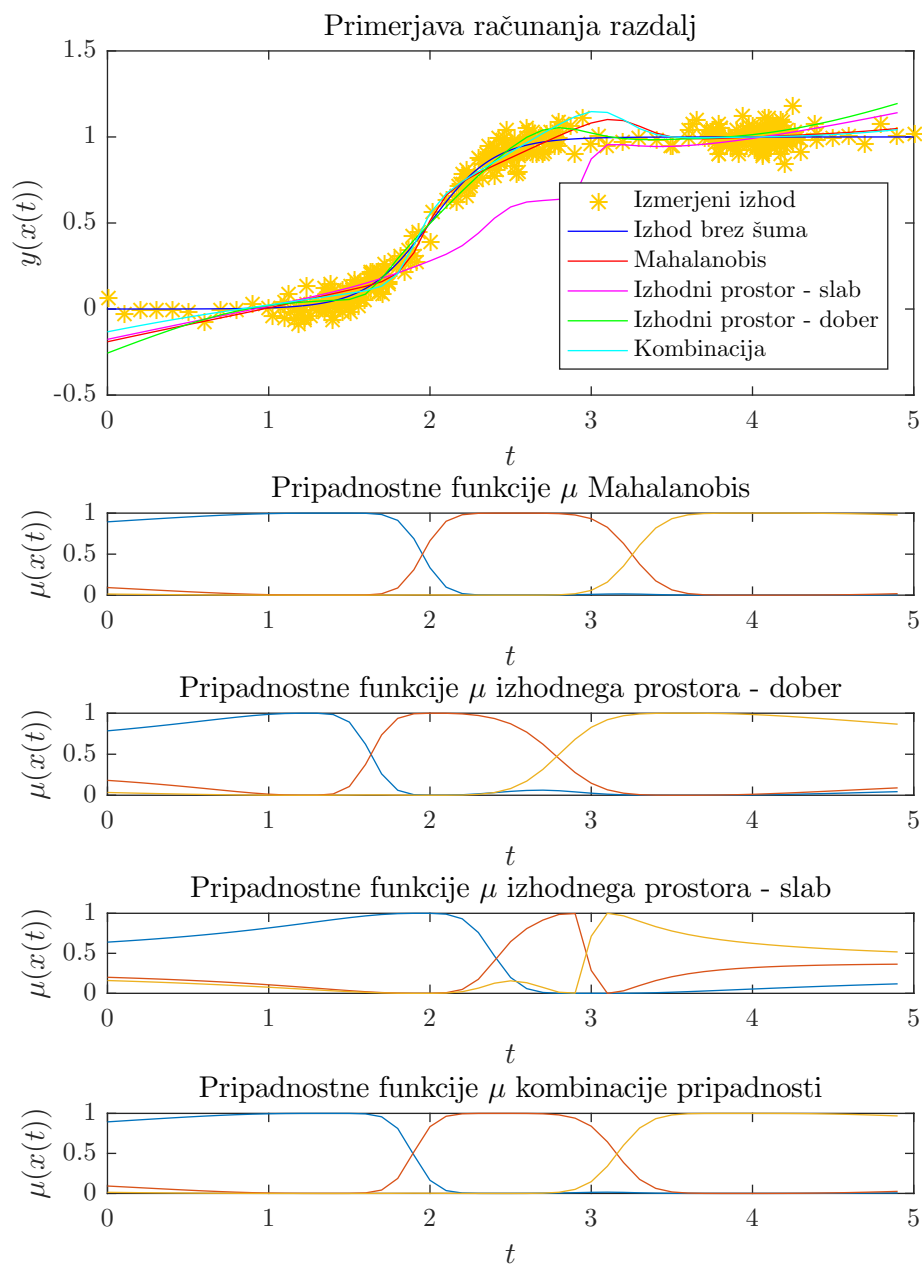 Primerjava računanja razdalj
1.5
1
0.5
0
-0.5
y(x(t))
Izmerjeni izhod
Izhod brez šuma
Mahalanobis
Izhodni prostor - slab
Izhodni prostor - dober
Kombinacija
0 1 2 3 4 5
t
Pripadnostne funkcije μ Mahalanobis
1
0.5
0
μ(x(t))
0 1 2 3 4 5
t
Pripadnostne funkcije μ izhodnega prostora - dober
1
0.5
0
μ(x(t))
0 1 2 3 4 5
t
Pripadnostne funkcije μ izhodnega prostora - slab
1
0.5
0
μ(x(t))
0 1 2 3 4 5
t
Pripadnostne funkcije μ kombinacije pripadnosti
1
0.5
0
μ(x(t))
0 1 2 3 4 5
t